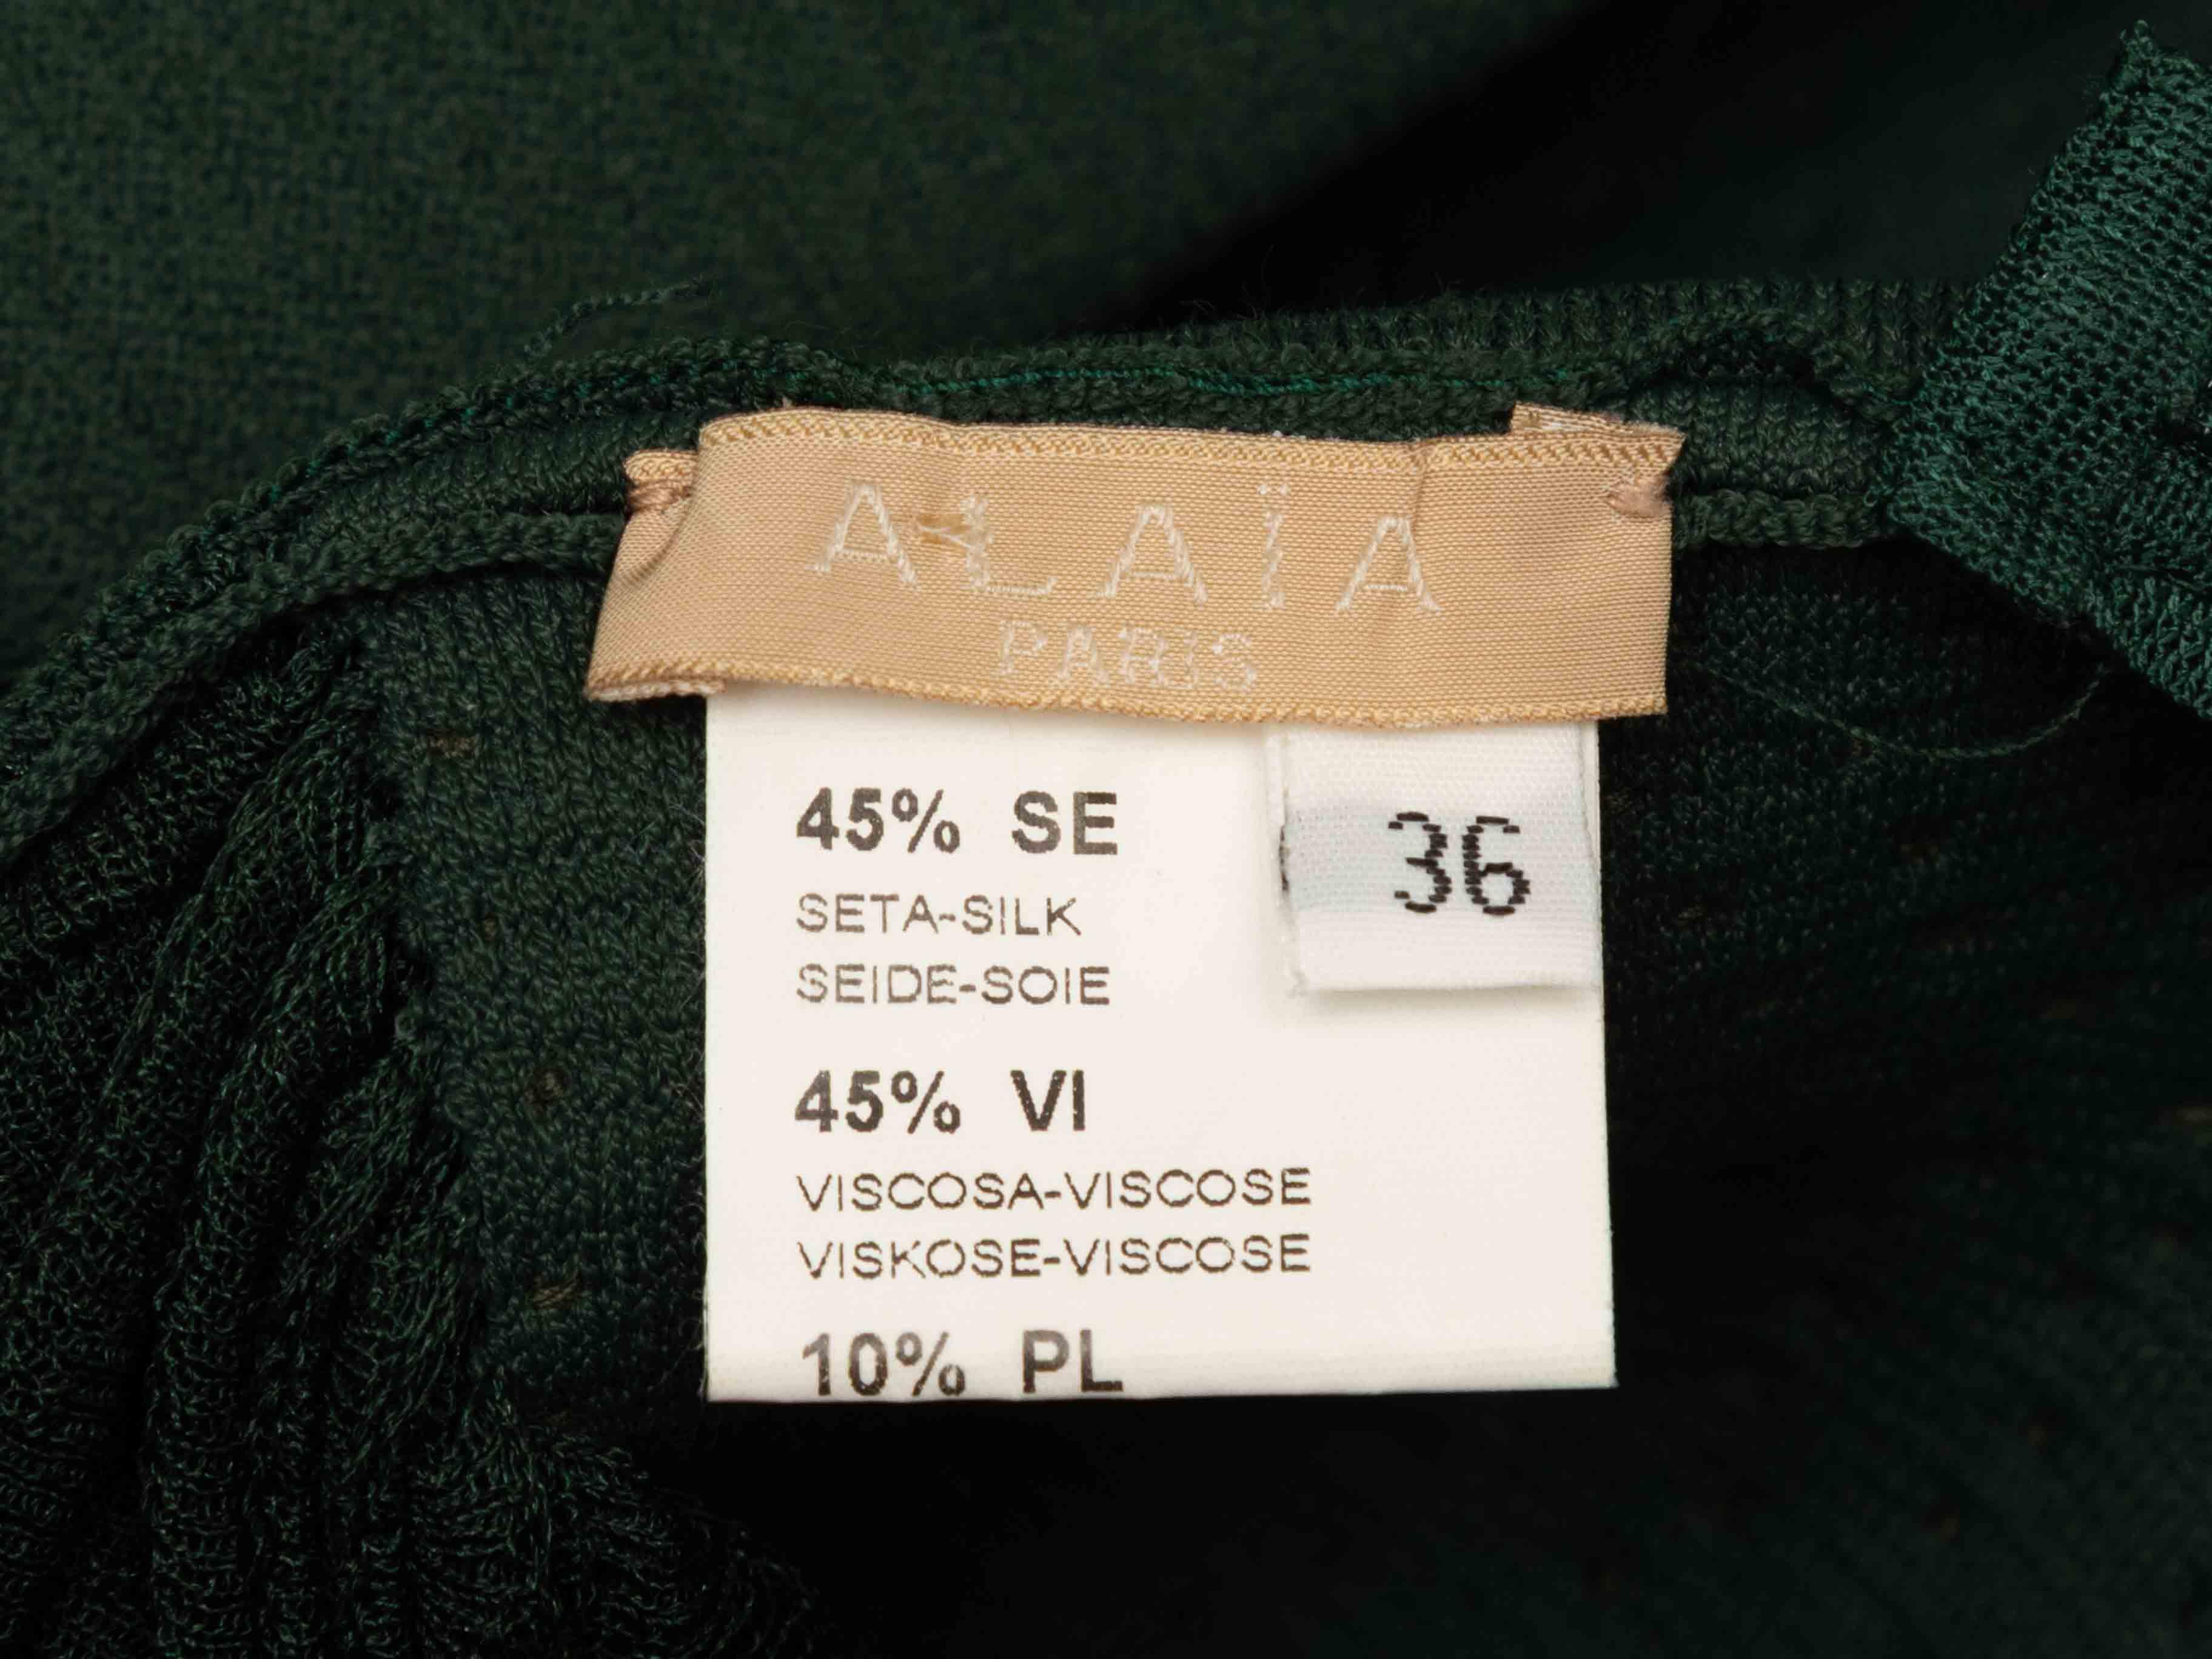 ALAÏA
PARIS
36
45% SE
SETA-SILK
SEIDE-SOIE
45% VI
VISCOSA-VISCOSE
VISKOSE-VISCOSE
10% PL